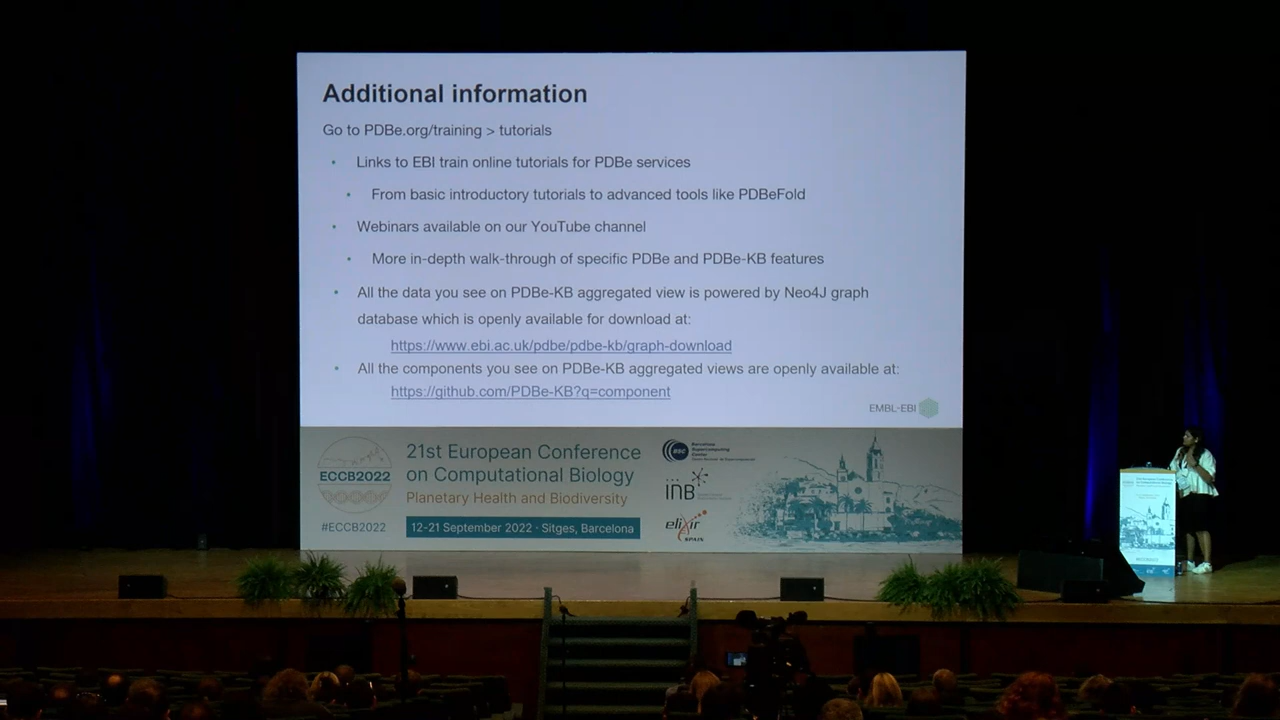 Additional information
Go to PDBe.org/training > tutorials
• Links to EBI train online tutorials for PDBe services
• From basic introductory tutorials to advanced tools like PDBeFold
• Webinars available on our YouTube channel
• More in-depth walk-through of specific PDBe and PDBe-KB features
• All the data you see on PDBe-KB aggregated view is powered by Neo4J graph
database which is openly available for download at:
https://www.ebi.ac.uk/pdbe/pdbe-kb/graph-download
• All the components you see on PDBe-KB aggregated views are openly available at:
https://github.com/PDBe-KB?q=component
EMBL-EBI
ECCB2022
#ECCB2022
21st European Conference
on Computational Biology
Planetary Health and Biodiversity
12-21 September 2022 · Sitges, Barcelona
BSC
Barcelona
Supercomputing
Center
INB
elixir
SPAIN